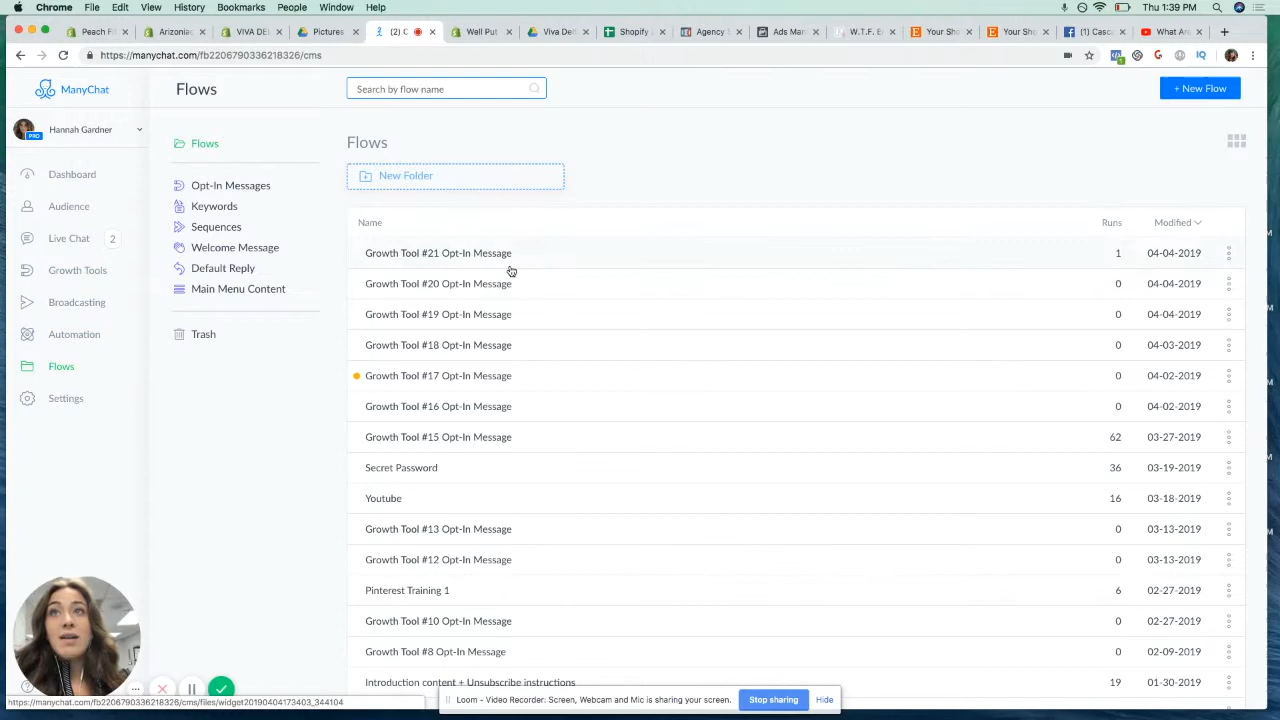 Chrome File Edit View History Bookmarks People Window Help
Thu 1:39 PM
Peach F
Arizonia
VIVA DE
Pictures
(2) C
Well Put
Viva De
Shopify
Agency
Ads Man
W.T.F. E
Your Sho
Your Sho
(1) Casca
What Ar
https://manychat.com/fb2206790336218326/cms
ManyChat
Flows
Search by flow name
+ New Flow
Hannah Gardner
PRO
Dashboard
Audience
Live Chat 2
Growth Tools
Broadcasting
Automation
Flows
Settings
Flows
Opt-In Messages
Keywords
Sequences
Welcome Message
Default Reply
Main Menu Content
Trash
Flows
New Folder
Name Runs Modified
Growth Tool #21 Opt-In Message 1 04-04-2019
Growth Tool #20 Opt-In Message 0 04-04-2019
Growth Tool #19 Opt-In Message 0 04-04-2019
Growth Tool #18 Opt-In Message 0 04-03-2019
Growth Tool #17 Opt-In Message 0 04-02-2019
Growth Tool #16 Opt-In Message 0 04-02-2019
Growth Tool #15 Opt-In Message 62 03-27-2019
Secret Password 36 03-19-2019
Youtube 16 03-18-2019
Growth Tool #13 Opt-In Message 0 03-13-2019
Growth Tool #12 Opt-In Message 0 03-13-2019
Pinterest Training 1 6 02-27-2019
Growth Tool #10 Opt-In Message 0 02-27-2019
Growth Tool #8 Opt-In Message 0 02-09-2019
Introduction content + Unsubscribe instructions 19 01-30-2019
Loom - Video Recorder: Screen, Webcam and Mic is sharing your screen.
Stop sharing
Hide
https://manychat.com/fb2206790336218326/cms/files/widget20190404173403_344104